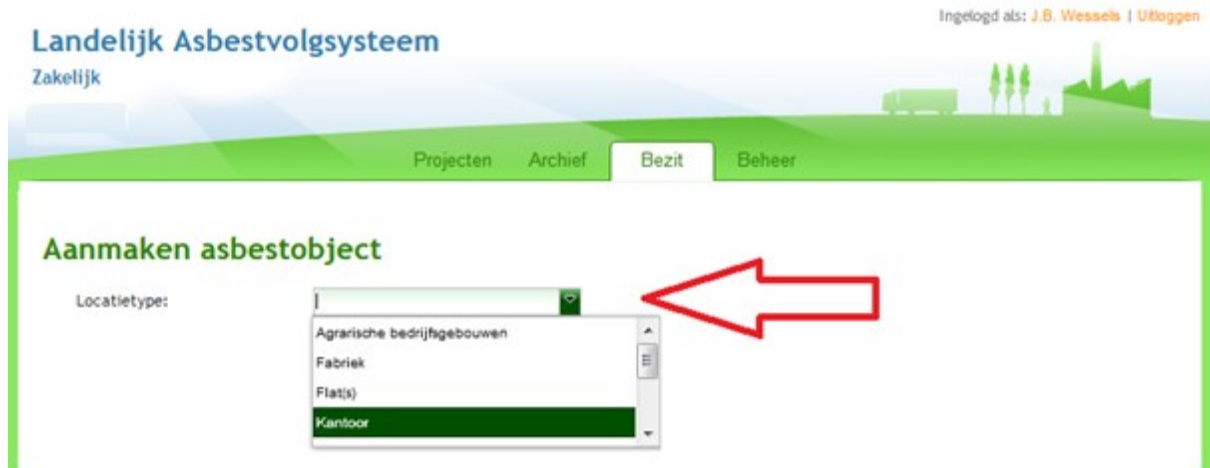 Ingelogd als: J.B. Wessels | Uitloggen
Landelijk Asbestvolgsysteem
Zakelijk
Projecten Archief Bezit Beheer
Aanmaken asbestobject
Locatietype:
Agrarische bedrijfsgebouwen
Fabriek
Flat(s)
Kantoor